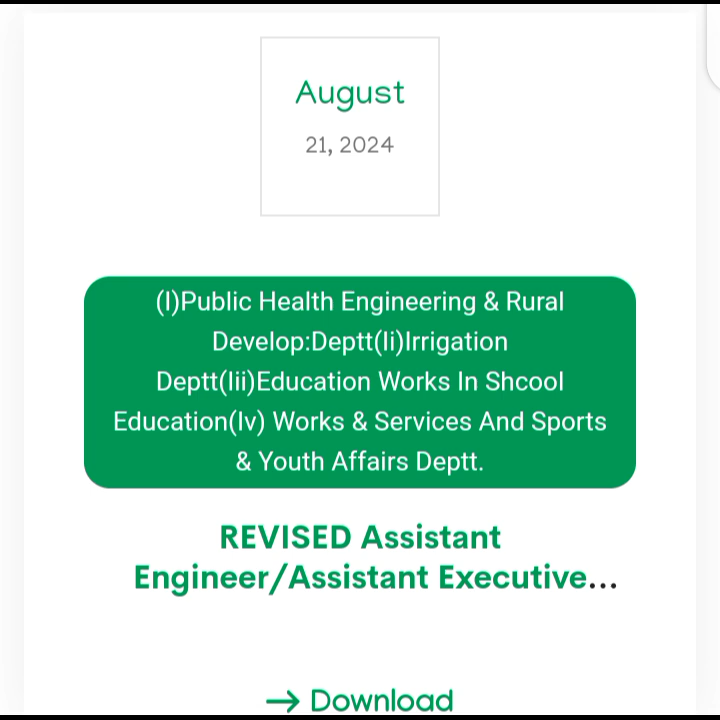 August
21, 2024
(I)Public Health Engineering & Rural
Develop:Deptt(Ii)Irrigation
Deptt(Iii)Education Works In Shcool
Education(Iv) Works & Services And Sports
& Youth Affairs Deptt.
REVISED Assistant
Engineer/Assistant Executive...
→ Download